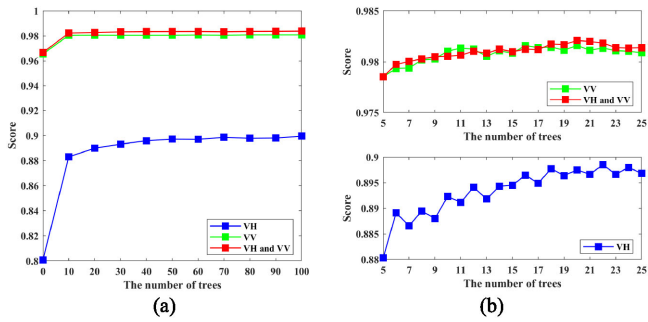 1
0.98
0.96
0.94
0.92
0.9
0.88
0.86
0.84
0.82
0.8
Score
VH
VV
VH and VV
0 10 20 30 40 50 60 70 80 90 100
The number of trees
(a)
0.985
0.98
0.975
Score
VV
VH and VV
5 7 9 11 13 15 17 19 21 23 25
The number of trees
0.9
0.895
0.89
0.885
0.88
Score
VH
5 7 9 11 13 15 17 19 21 23 25
The number of trees
(b)